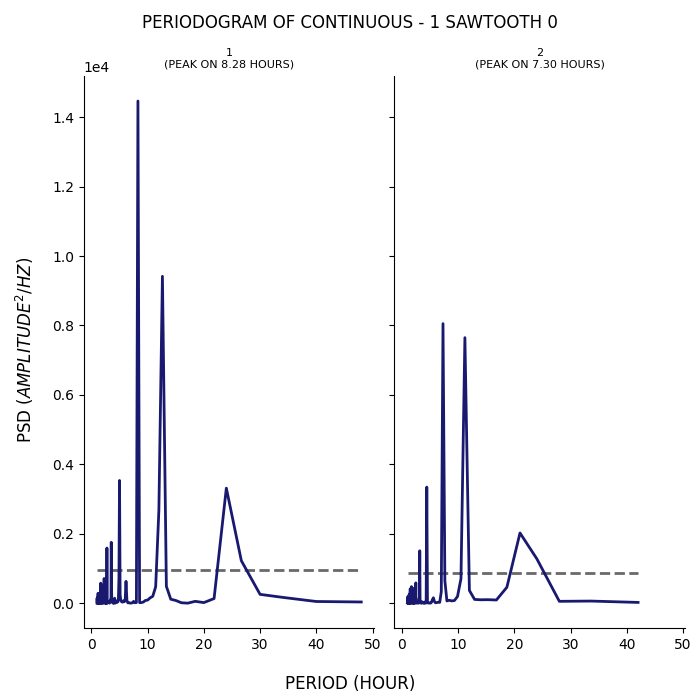 PERIODOGRAM OF CONTINUOUS - 1 SAWTOOTH 0
1
(PEAK ON 8.28 HOURS)
2
(PEAK ON 7.30 HOURS)
1e4
1.4
1.2
1.0
0.8
0.6
0.4
0.2
0.0
PSD (AMPLITUDE²/HZ)
0 10 20 30 40 50
0 10 20 30 40 50
PERIOD (HOUR)